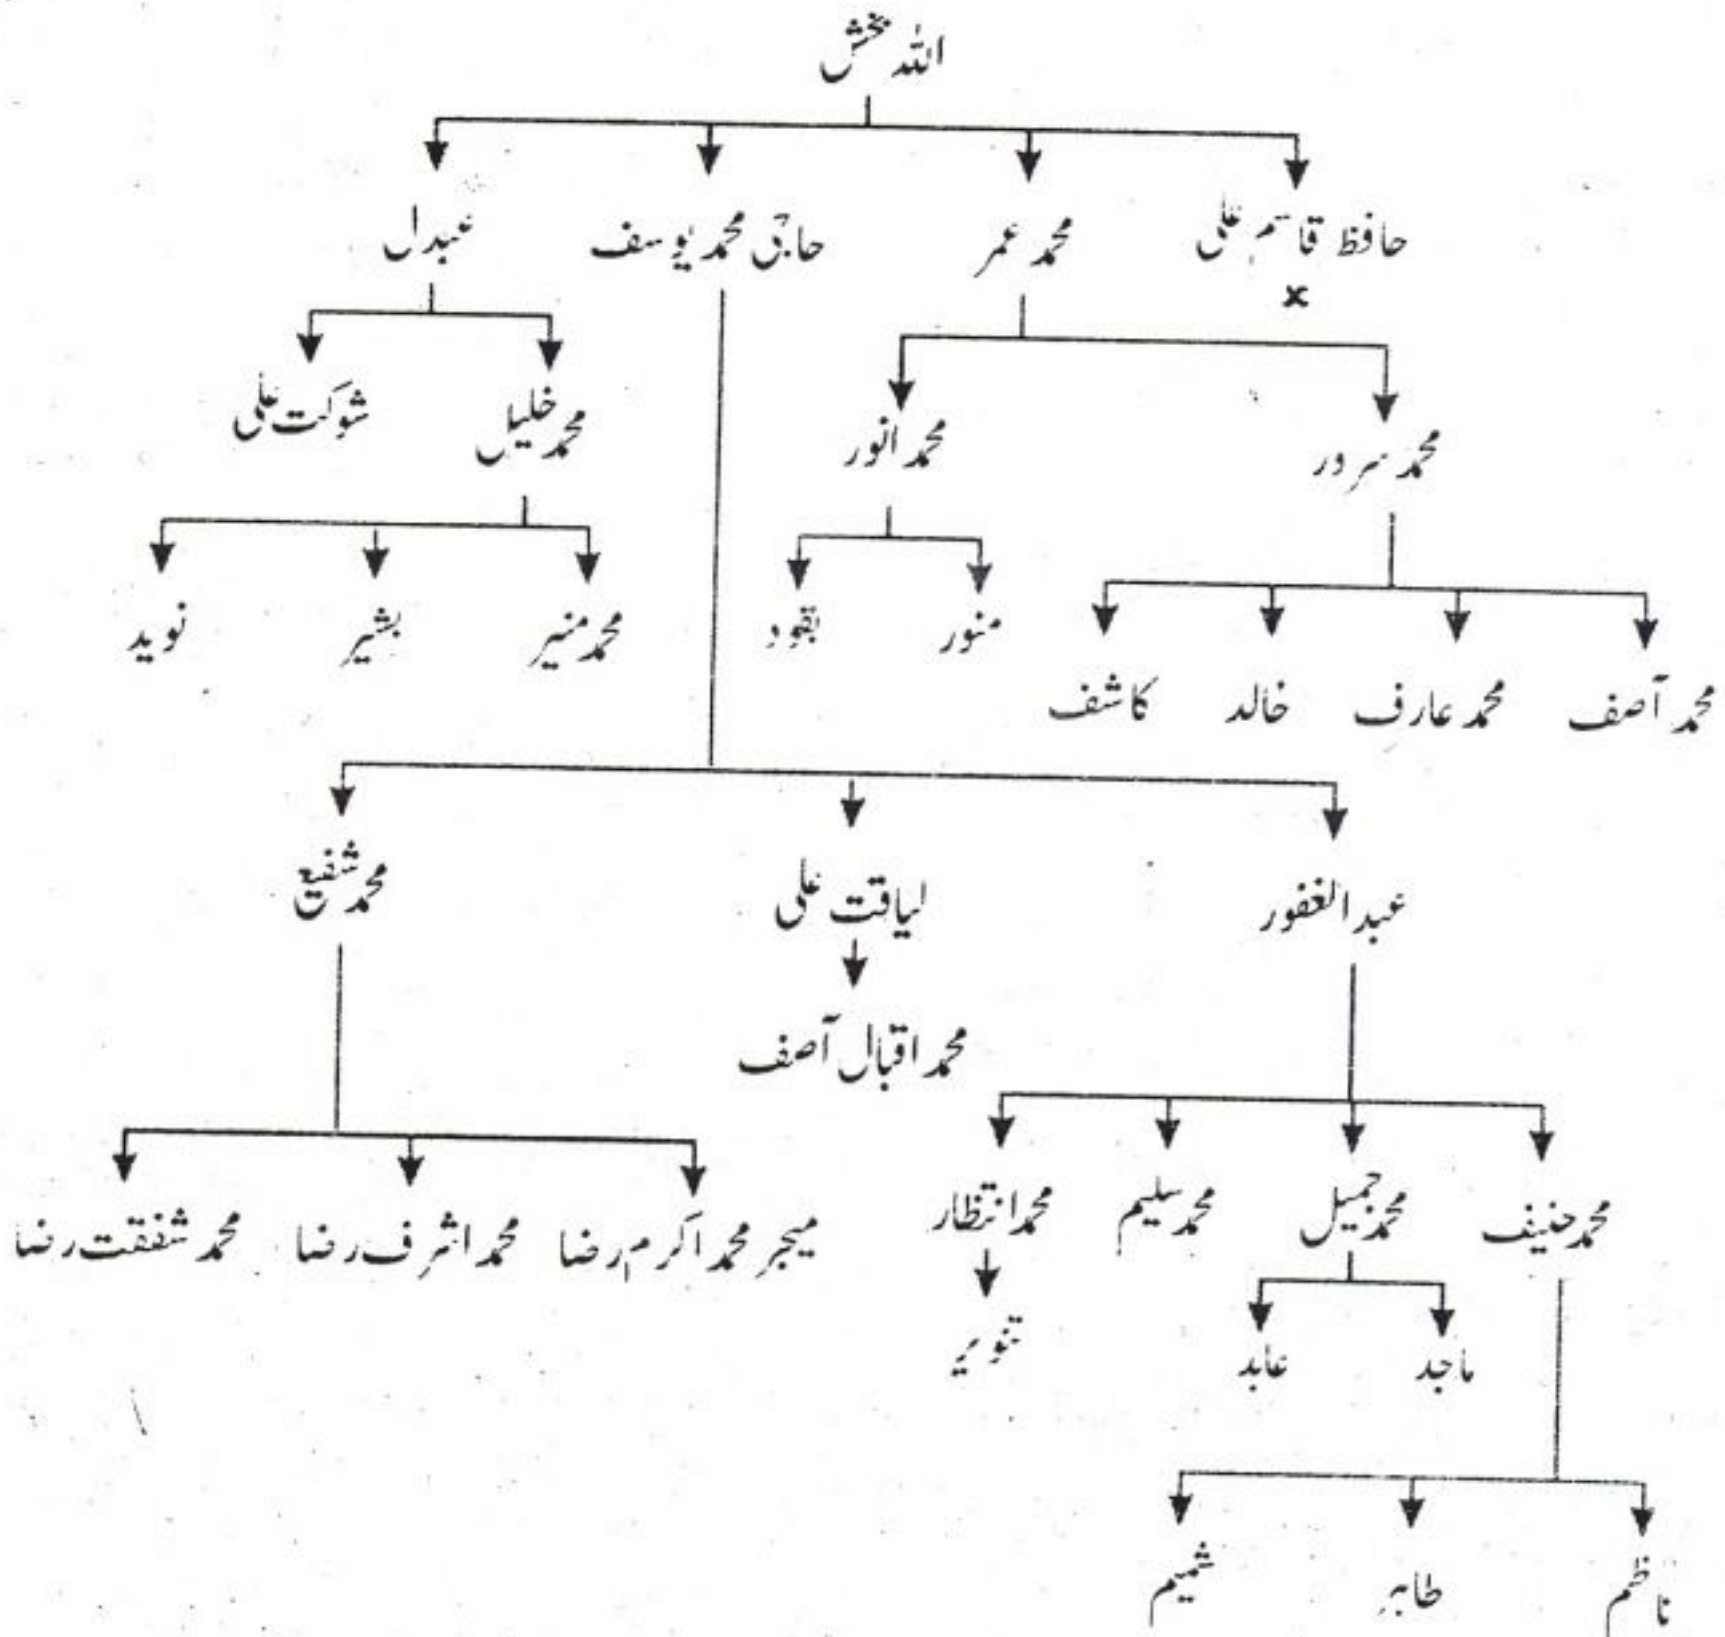 اللہ بخش
حافظ قاسم علی محمد عمر حاجی محمد یوسف عبدل
x
محمد سرور محمد انور محمد خلیل شوکت علی
منور محمد منیر بشیر نوید
محمد آصف محمد عارف خالد کاشف
عبدالغفور لیاقت علی محمد شفیع
محمد اقبال آصف
محمد حنیف محمد جمیل محمد سلیم محمد انتظار
میجر محمد اکرم رضا محمد اشرف رضا محمد شفقت رضا
ماجد عابد تنویر
ناظم طاہر شمیم